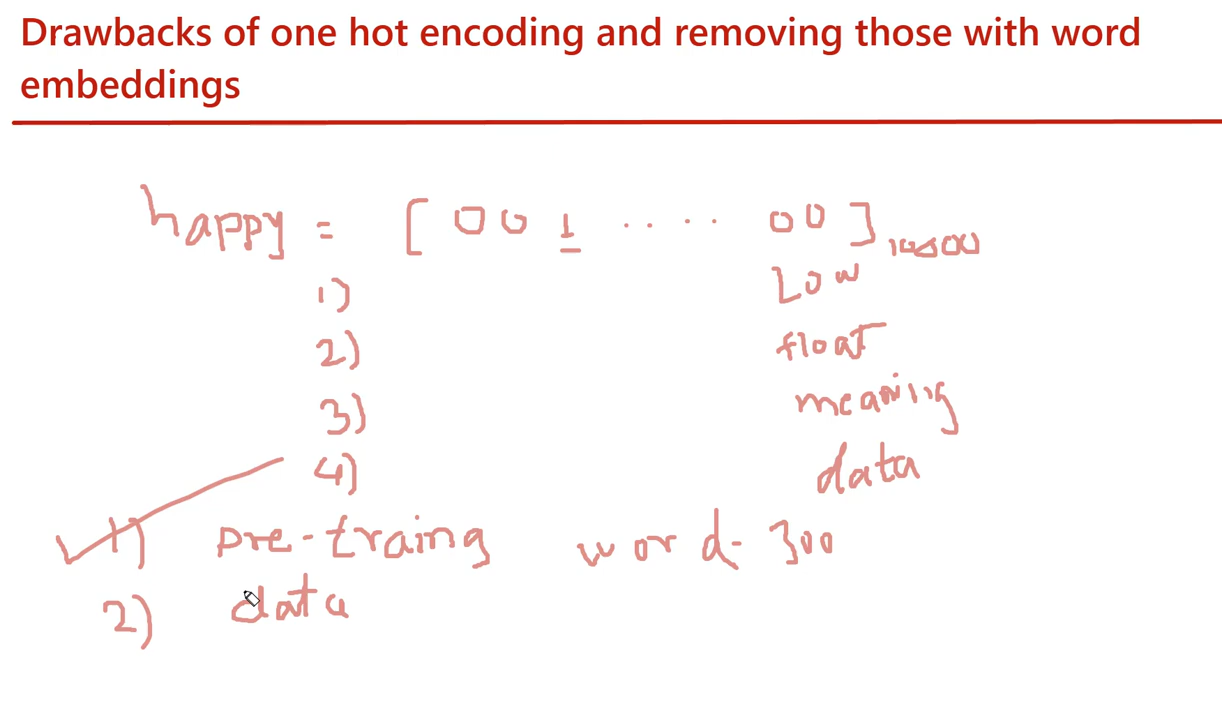 Drawbacks of one hot encoding and removing those with word
embeddings
happy = [ 0 0 1 ..... 0 0 ]
1) Low
2) float
3) meaning
4) data
1) pre-traing word - 300
2) data